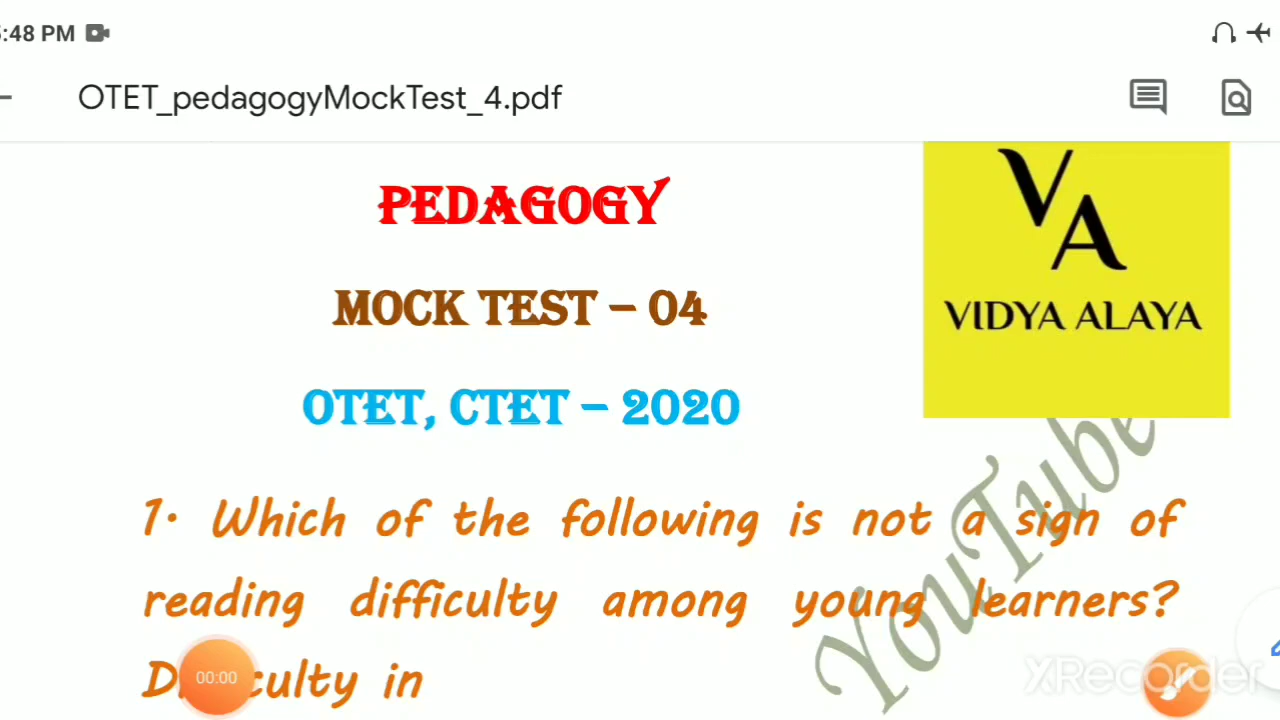 :48 PM
OTET_pedagogyMockTest_4.pdf
PEDAGOGY
MOCK TEST – 04
OTET, CTET – 2020
VA
VIDYA ALAYA
1. Which of the following is not a sign of
reading difficulty among young learners?
culty in
00:00
YouTube
XRecorder